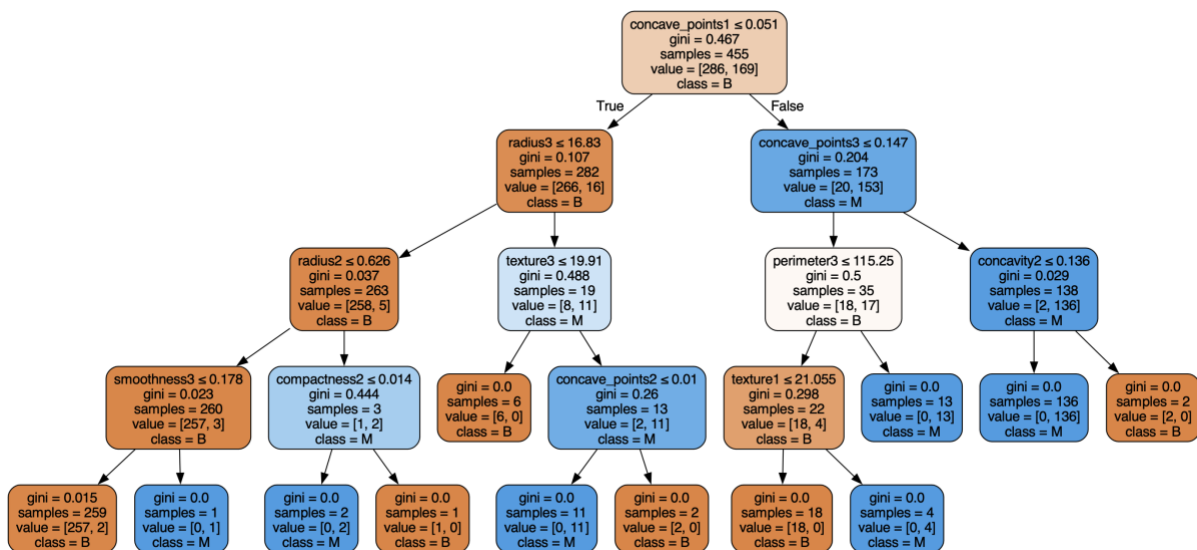 concave_points1 ≤ 0.051
gini = 0.467
samples = 455
value = [286, 169]
class = B
True
False
radius3 ≤ 16.83
gini = 0.107
samples = 282
value = [266, 16]
class = B
concave_points3 ≤ 0.147
gini = 0.204
samples = 173
value = [20, 153]
class = M
radius2 ≤ 0.626
gini = 0.037
samples = 263
value = [258, 5]
class = B
texture3 ≤ 19.91
gini = 0.488
samples = 19
value = [8, 11]
class = M
perimeter3 ≤ 115.25
gini = 0.5
samples = 35
value = [18, 17]
class = B
concavity2 ≤ 0.136
gini = 0.029
samples = 138
value = [2, 136]
class = M
smoothness3 ≤ 0.178
gini = 0.023
samples = 260
value = [257, 3]
class = B
compactness2 ≤ 0.014
gini = 0.444
samples = 3
value = [1, 2]
class = M
gini = 0.0
samples = 6
value = [6, 0]
class = B
concave_points2 ≤ 0.01
gini = 0.26
samples = 13
value = [2, 11]
class = M
texture1 ≤ 21.055
gini = 0.298
samples = 22
value = [18, 4]
class = B
gini = 0.0
samples = 13
value = [0, 13]
class = M
gini = 0.0
samples = 136
value = [0, 136]
class = M
gini = 0.0
samples = 2
value = [2, 0]
class = B
gini = 0.015
samples = 259
value = [257, 2]
class = B
gini = 0.0
samples = 1
value = [0, 1]
class = M
gini = 0.0
samples = 2
value = [0, 2]
class = M
gini = 0.0
samples = 1
value = [1, 0]
class = B
gini = 0.0
samples = 11
value = [0, 11]
class = M
gini = 0.0
samples = 2
value = [2, 0]
class = B
gini = 0.0
samples = 18
value = [18, 0]
class = B
gini = 0.0
samples = 4
value = [0, 4]
class = M